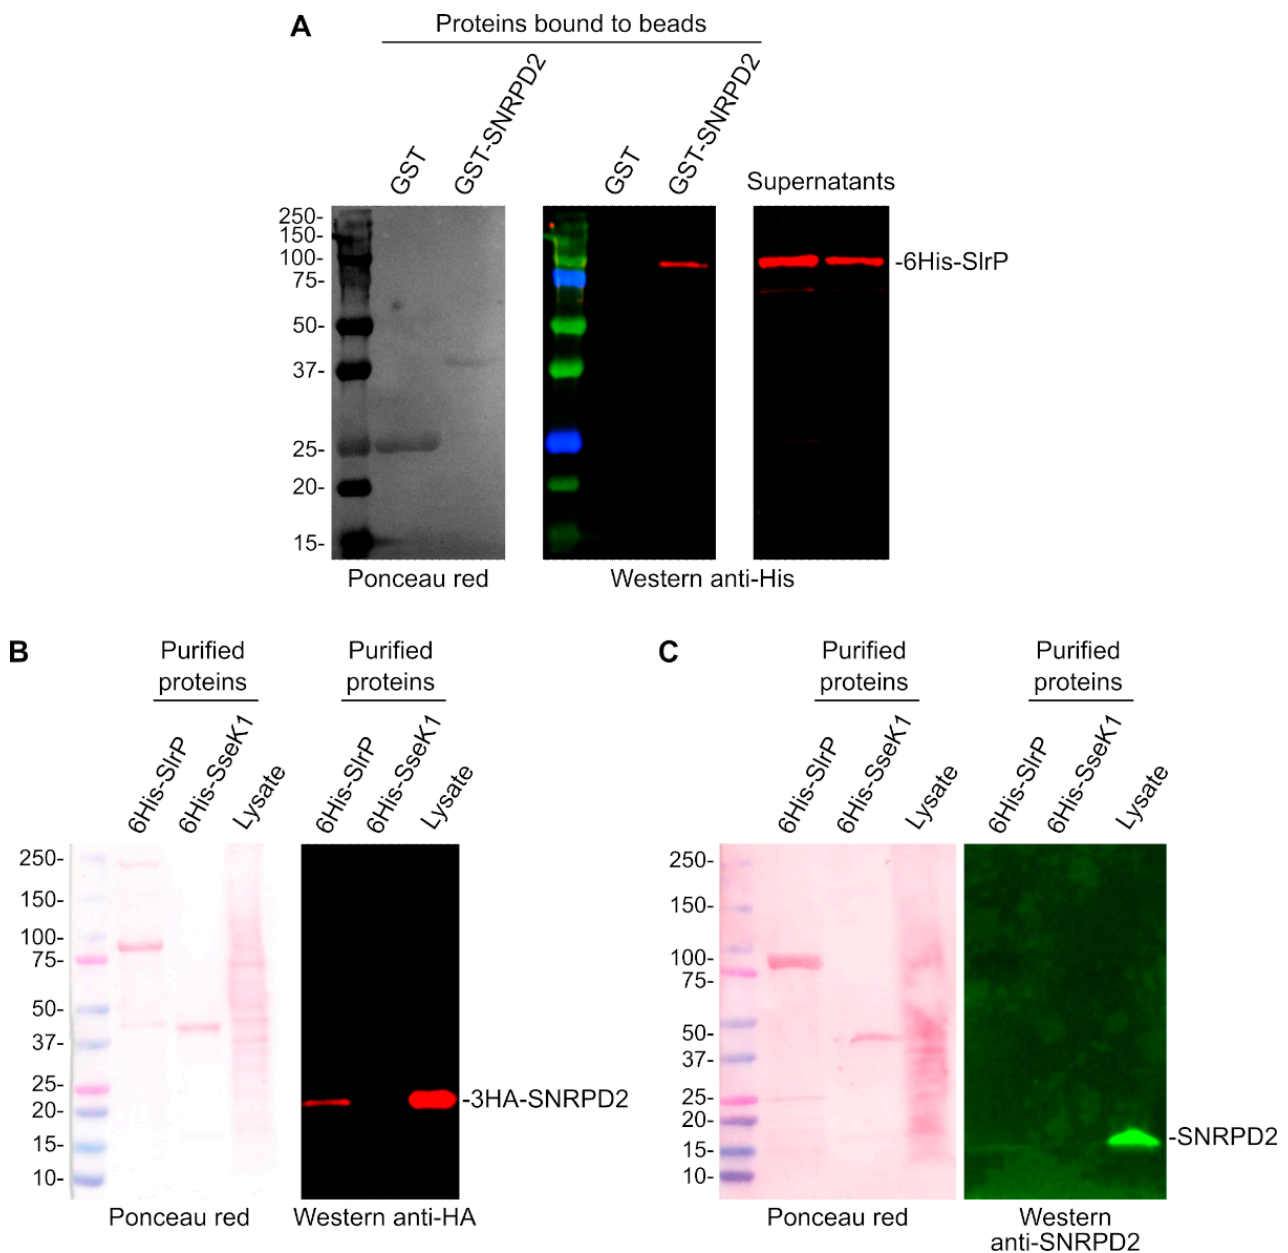 A
Proteins bound to beads
GST
GST-SNRPD2
GST
GST-SNRPD2
Supernatants
250-
150-
100-
75-
50-
37-
25-
20-
15-
-6His-SlrP
Ponceau red
Western anti-His
B
Purified
proteins
Purified
proteins
6His-SlrP
6His-SseK1
Lysate
6His-SlrP
6His-SseK1
Lysate
250-
150-
100-
75-
50-
37-
25-
20-
15-
10-
-3HA-SNRPD2
Ponceau red
Western anti-HA
C
Purified
proteins
Purified
proteins
6His-SlrP
6His-SseK1
Lysate
6His-SlrP
6His-SseK1
Lysate
250-
150-
100-
75-
50-
37-
25-
20-
15-
10-
-SNRPD2
Ponceau red
Western
anti-SNRPD2